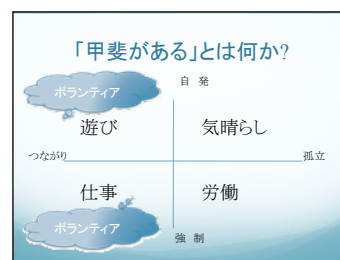 「甲斐がある」とは何か?
自 発
ボランティア
遊び
気晴らし
つながり
孤立
仕事
労働
ボランティア
強 制